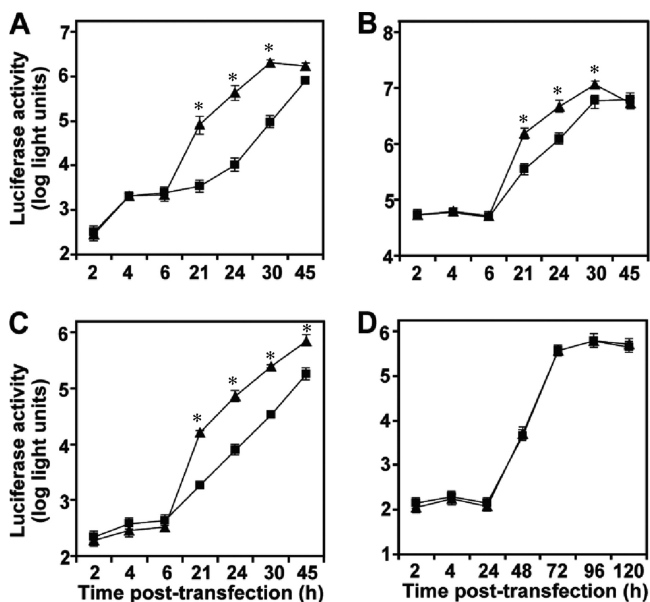 A
Luciferase activity
(log light units)
7
6
5
4
3
2
* * *
2 4 6 21 24 30 45
B
8
7
6
5
4
* * *
2 4 6 21 24 30 45
C
Luciferase activity
(log light units)
6
5
4
3
2
* * * *
2 4 6 21 24 30 45
Time post-transfection (h)
D
6
5
4
3
2
1
2 4 24 48 72 96 120
Time post-transfection (h)